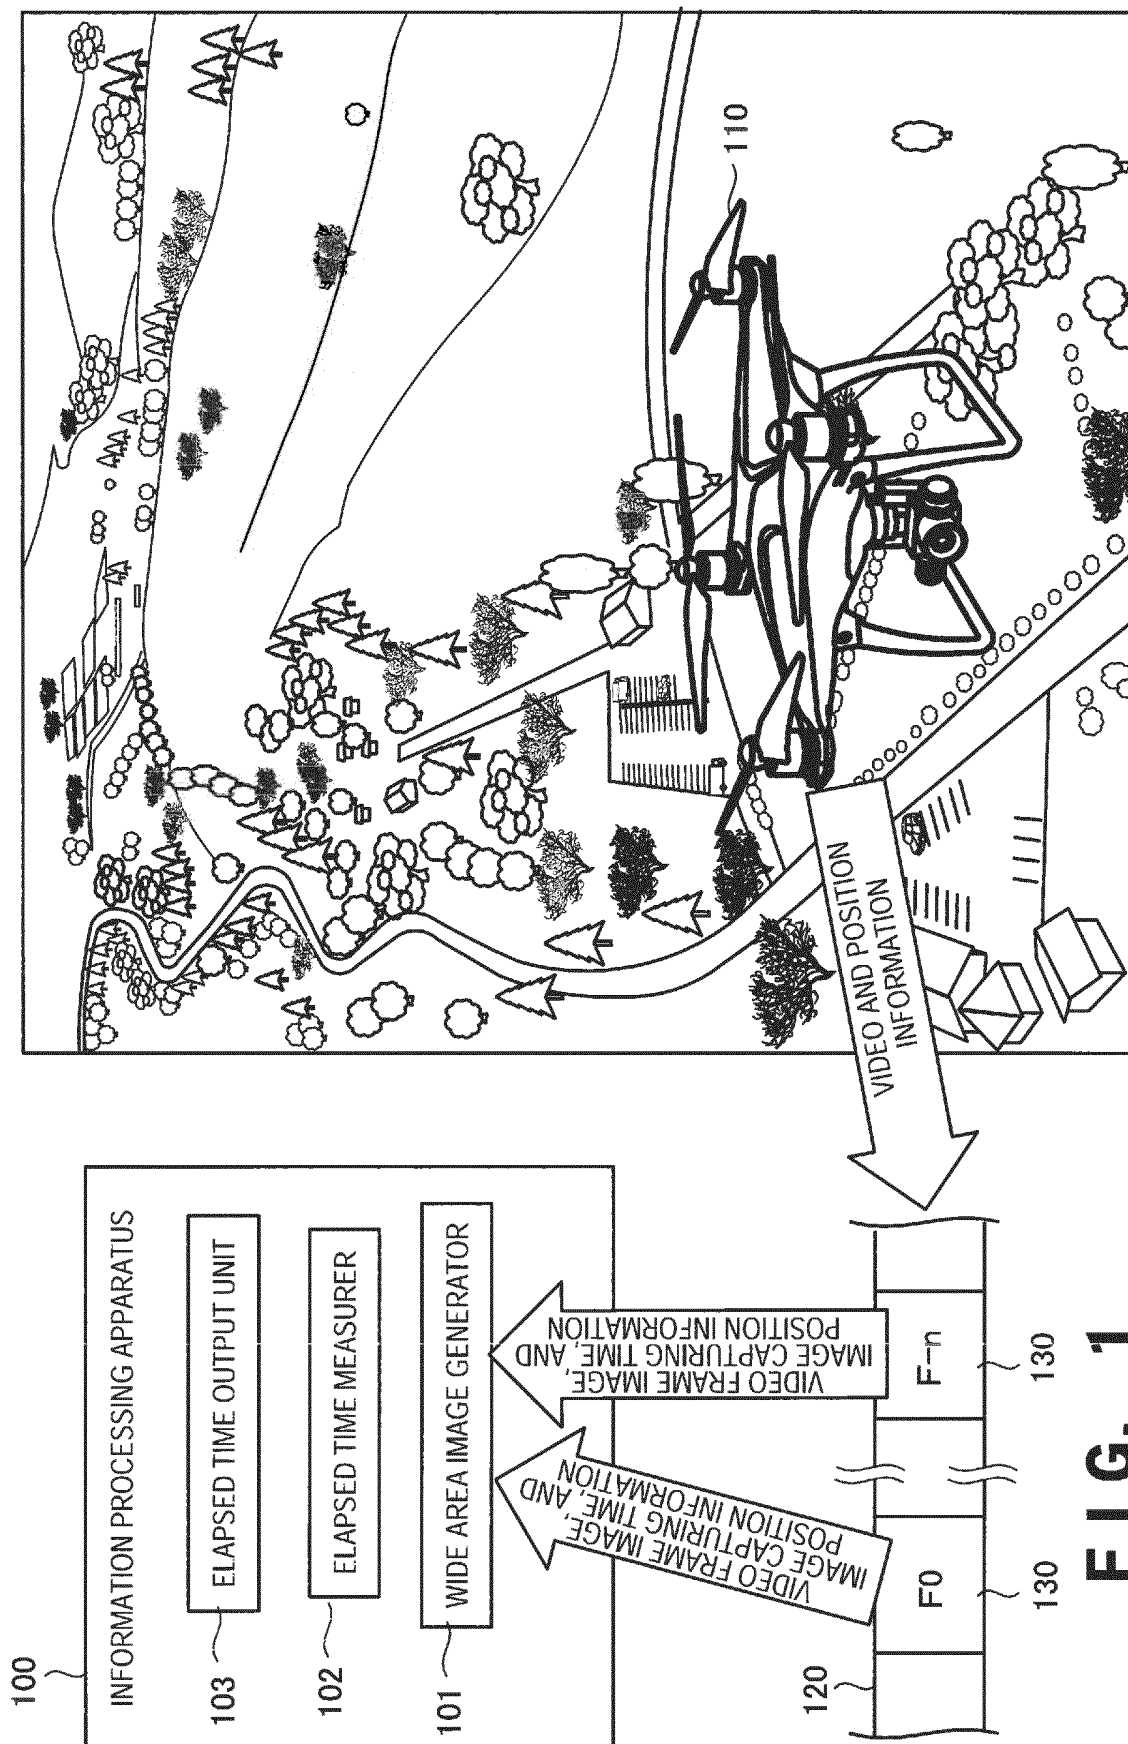 100
INFORMATION PROCESSING APPARATUS
103
ELAPSED TIME OUTPUT UNIT
102
ELAPSED TIME MEASURER
101
WIDE AREA IMAGE GENERATOR
VIDEO FRAME IMAGE,
IMAGE CAPTURING TIME, AND
POSITION INFORMATION
VIDEO FRAME IMAGE,
IMAGE CAPTURING TIME, AND
POSITION INFORMATION
110
VIDEO AND POSITION
INFORMATION
120
F0
F-n
130
130
FIG. 1